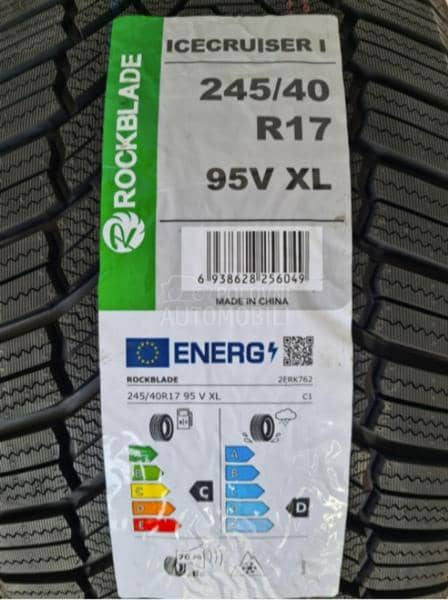 ROCKBLADE
ICECRUISER I
245/40
R17
95V XL
6 938628 256049
MADE IN CHINA
AUTOMOBILI
ENERG
ROCKBLADE
2ERK762
245/40R17 95 V XL
C1
A
B
C
D
E
C
A
B
C
D
E
D